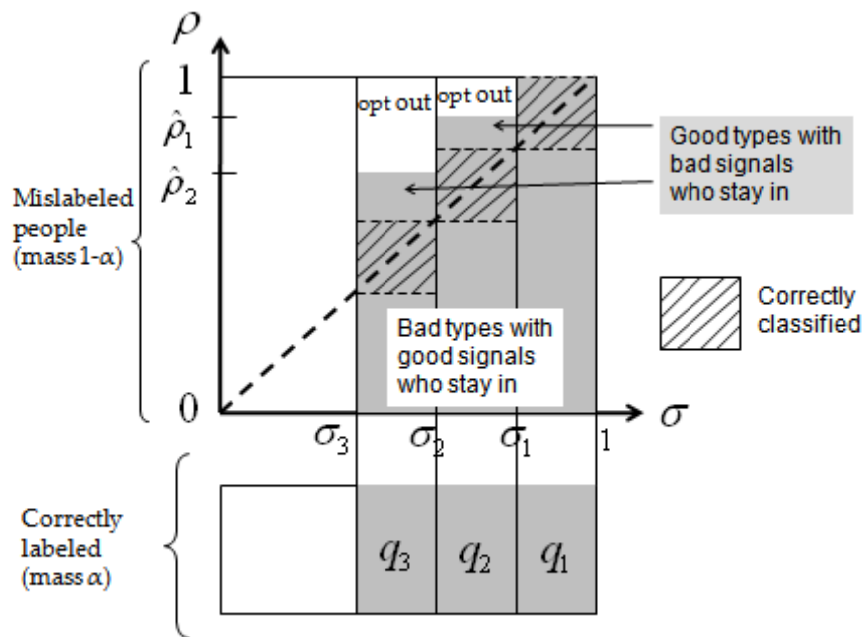 ρ
1
opt out
opt out
ρ̂₁
Good types with
bad signals
who stay in
ρ̂₂
Mislabeled
people
(mass 1-α)
Correctly
classified
Bad types with
good signals
who stay in
0
σ₃
σ₂
σ₁
1
σ
Correctly
labeled
(mass α)
q₃
q₂
q₁